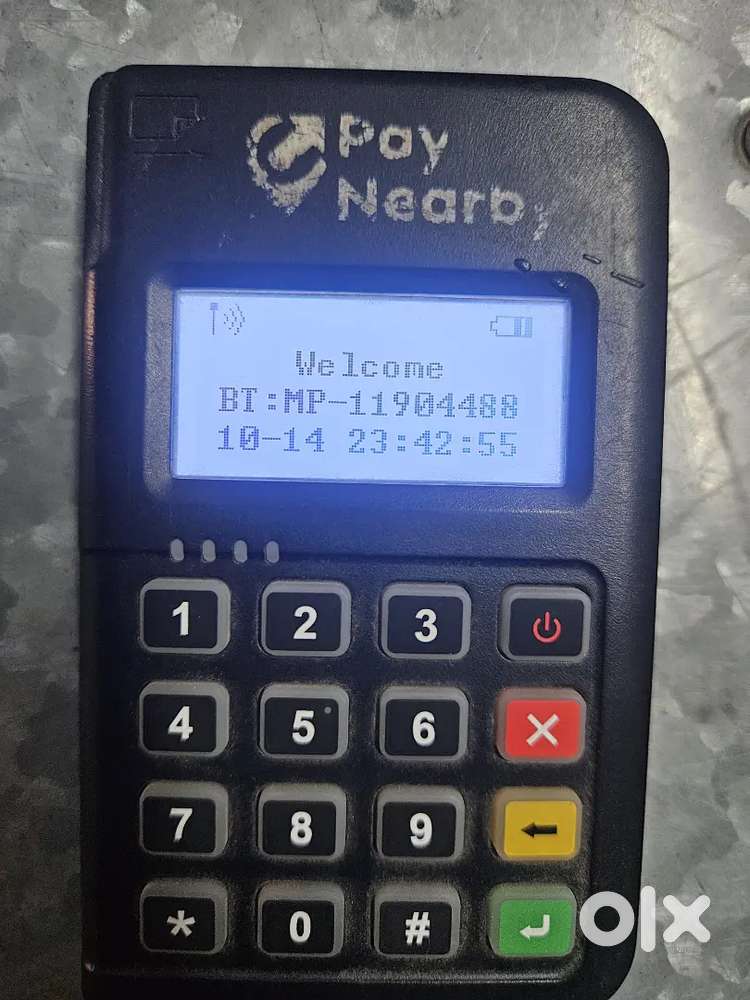 Pay
Nearby
Welcome
BT:MP-11904488
10-14 23:42:55
1 2 3
4 5 6
7 8 9
* 0 #
olx